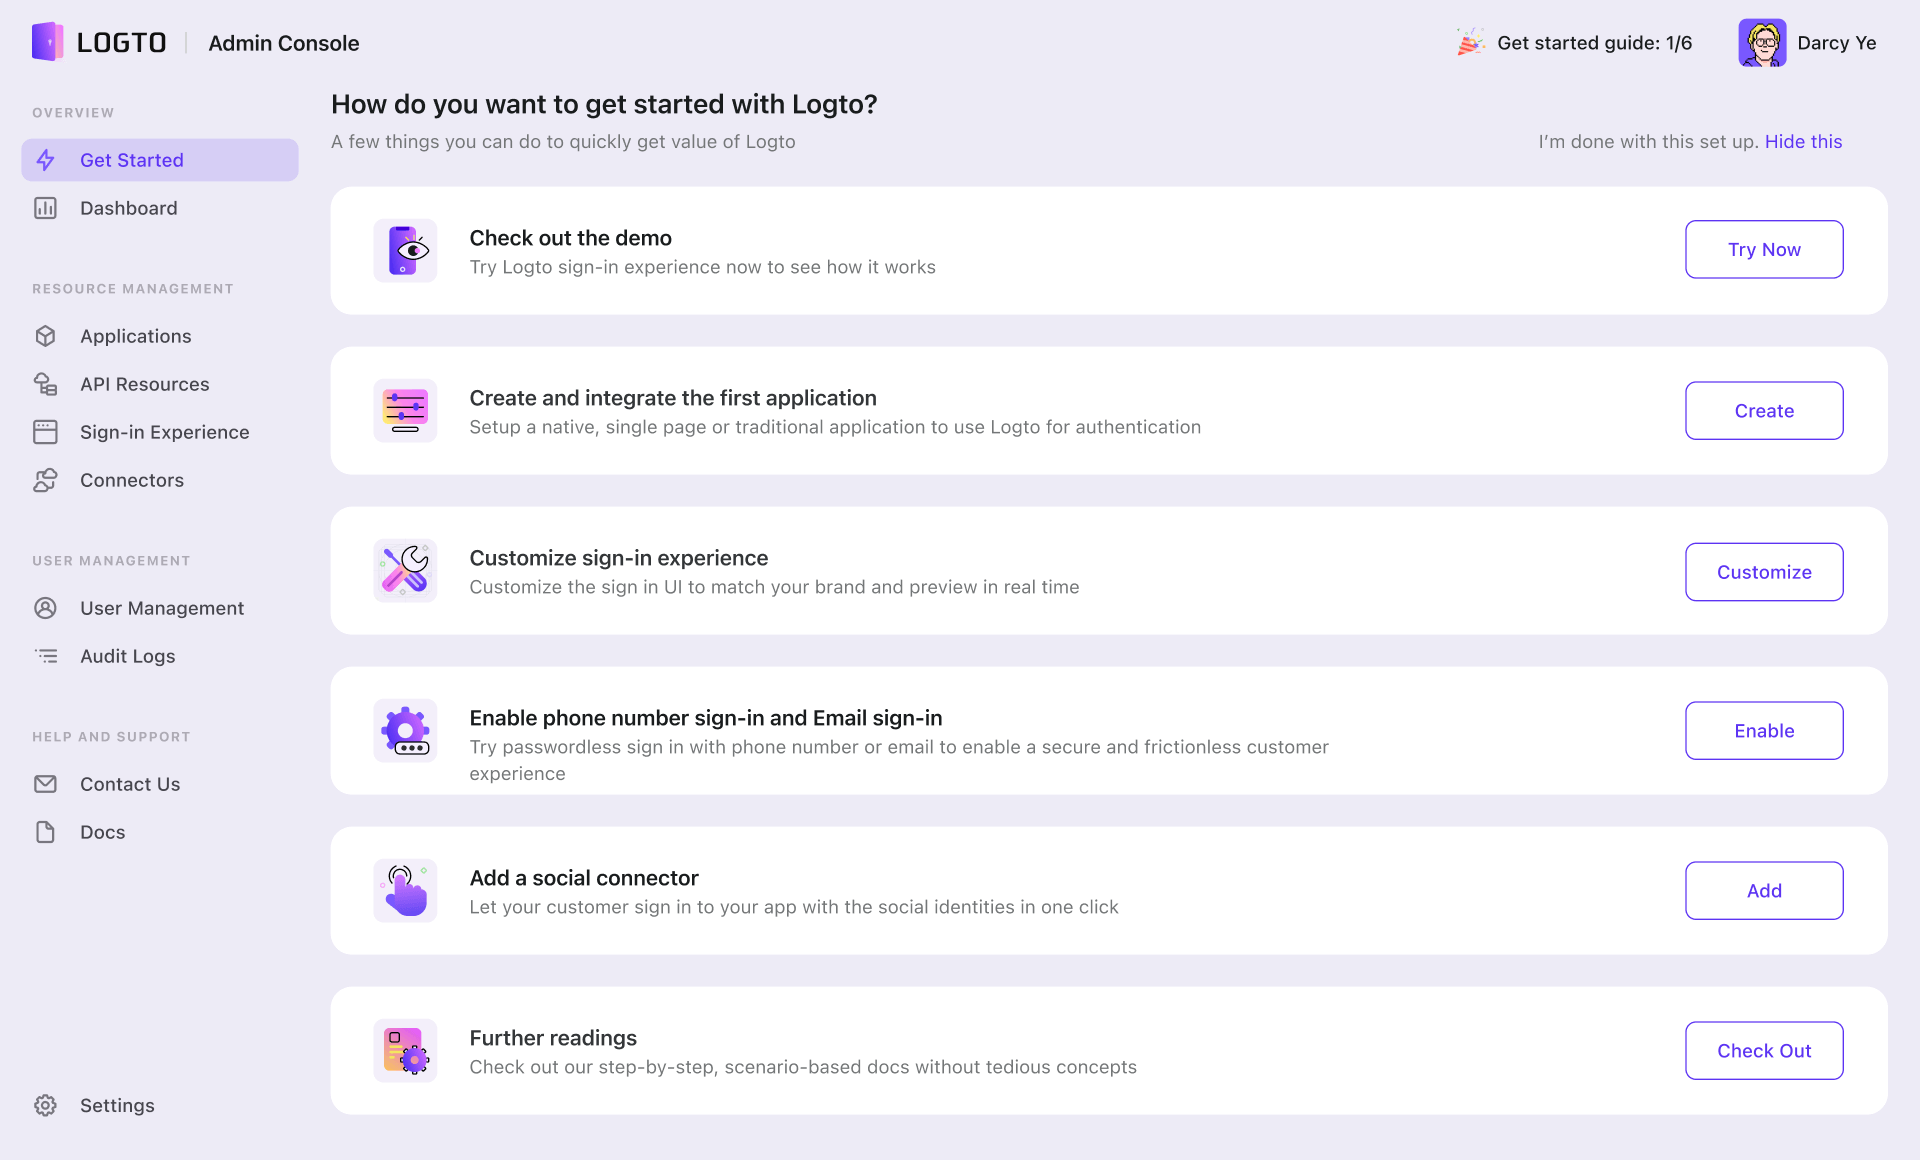 LOGTO
Admin Console
Get started guide: 1/6
Darcy Ye
OVERVIEW
Get Started
Dashboard
RESOURCE MANAGEMENT
Applications
API Resources
Sign-in Experience
Connectors
USER MANAGEMENT
User Management
Audit Logs
HELP AND SUPPORT
Contact Us
Docs
Settings
How do you want to get started with Logto?
A few things you can do to quickly get value of Logto
I’m done with this set up. Hide this
Check out the demo
Try Logto sign-in experience now to see how it works
Try Now
Create and integrate the first application
Setup a native, single page or traditional application to use Logto for authentication
Create
Customize sign-in experience
Customize the sign in UI to match your brand and preview in real time
Customize
Enable phone number sign-in and Email sign-in
Try passwordless sign in with phone number or email to enable a secure and frictionless customer
experience
Enable
Add a social connector
Let your customer sign in to your app with the social identities in one click
Add
Further readings
Check out our step-by-step, scenario-based docs without tedious concepts
Check Out